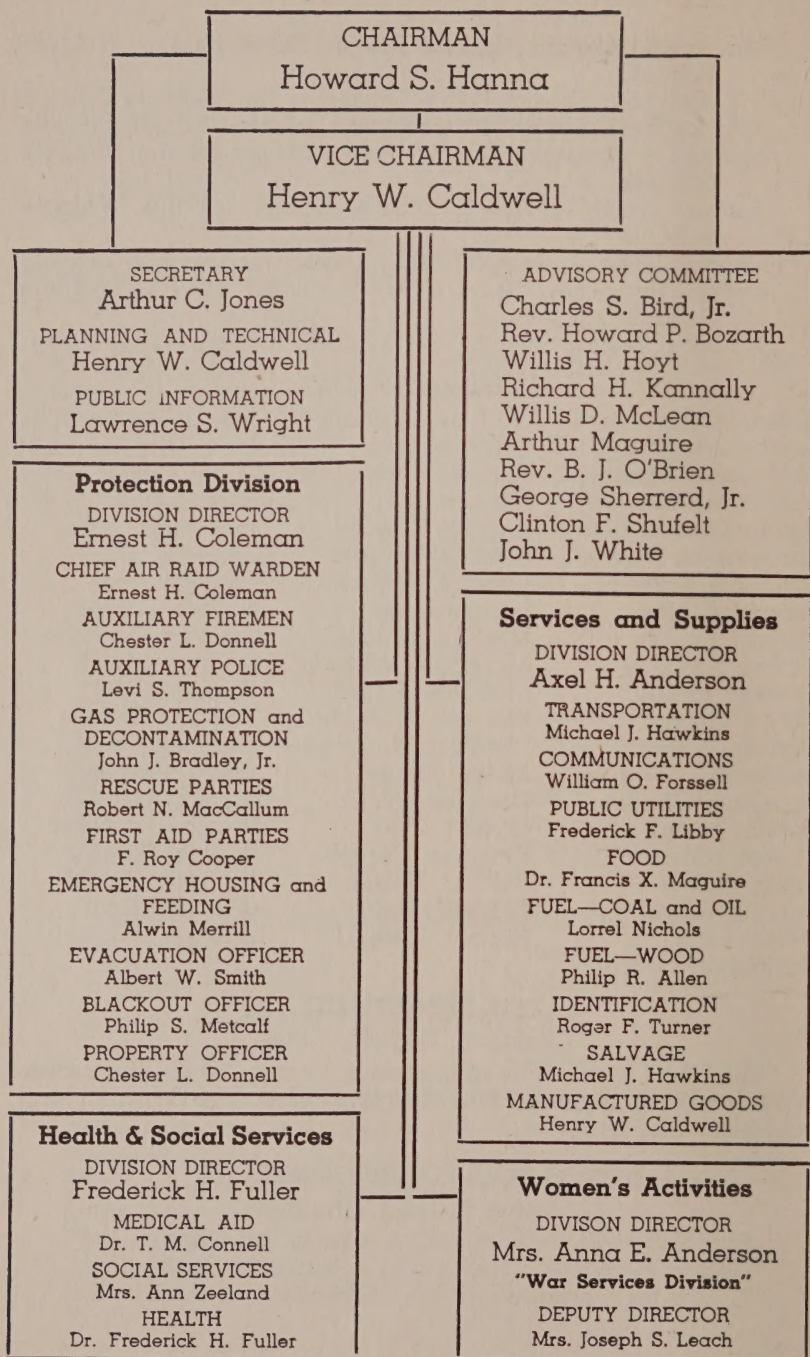 CHAIRMAN
Howard S. Hanna
VICE CHAIRMAN
Henry W. Caldwell
SECRETARY
Arthur C. Jones
PLANNING AND TECHNICAL
Henry W. Caldwell
PUBLIC INFORMATION
Lawrence S. Wright
ADVISORY COMMITTEE
Charles S. Bird, Jr.
Rev. Howard P. Bozarth
Willis H. Hoyt
Richard H. Kannally
Willis D. McLean
Arthur Maguire
Rev. B. J. O'Brien
George Sherrerd, Jr.
Clinton F. Shufelt
John J. White
Protection Division
DIVISION DIRECTOR
Ernest H. Coleman
CHIEF AIR RAID WARDEN
Ernest H. Coleman
AUXILIARY FIREMEN
Chester L. Donnell
AUXILIARY POLICE
Levi S. Thompson
GAS PROTECTION and
DECONTAMINATION
John J. Bradley, Jr.
RESCUE PARTIES
Robert N. MacCallum
FIRST AID PARTIES
F. Roy Cooper
EMERGENCY HOUSING and
FEEDING
Alwin Merrill
EVACUATION OFFICER
Albert W. Smith
BLACKOUT OFFICER
Philip S. Metcalf
PROPERTY OFFICER
Chester L. Donnell
Services and Supplies
DIVISION DIRECTOR
Axel H. Anderson
TRANSPORTATION
Michael J. Hawkins
COMMUNICATIONS
William O. Forssell
PUBLIC UTILITIES
Frederick F. Libby
FOOD
Dr. Francis X. Maguire
FUEL—COAL and OIL
Lorrel Nichols
FUEL—WOOD
Philip R. Allen
IDENTIFICATION
Roger F. Turner
SALVAGE
Michael J. Hawkins
MANUFACTURED GOODS
Henry W. Caldwell
Health & Social Services
DIVISION DIRECTOR
Frederick H. Fuller
MEDICAL AID
Dr. T. M. Connell
SOCIAL SERVICES
Mrs. Ann Zeeland
HEALTH
Dr. Frederick H. Fuller
Women's Activities
DIVISON DIRECTOR
Mrs. Anna E. Anderson
"War Services Division"
DEPUTY DIRECTOR
Mrs. Joseph S. Leach